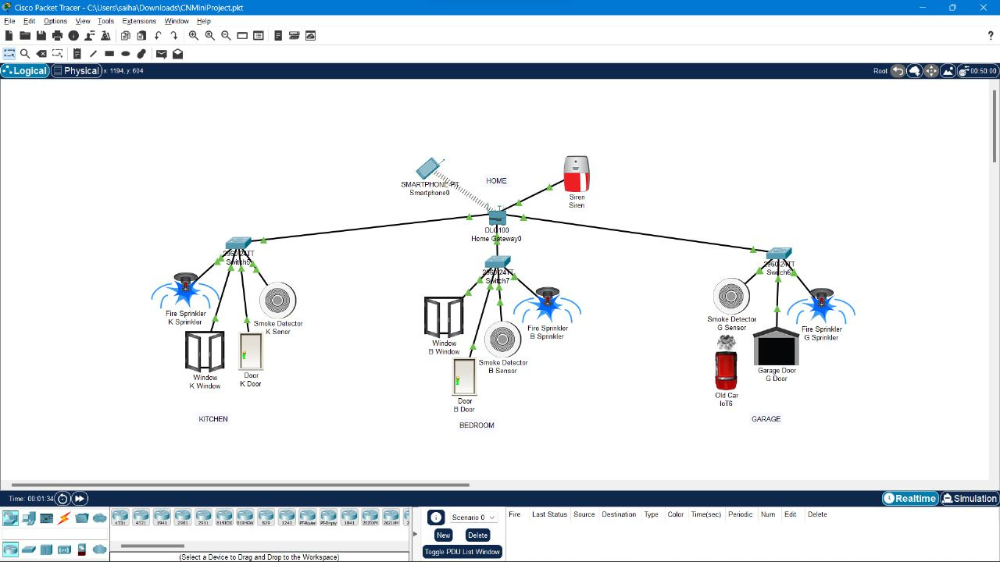 Cisco Packet Tracer - C:\Users\saiha\Downloads\CNMiniProject.pkt
File Edit Options View Tools Extensions Window Help
?
Logical Physical x: 1194, y: 604 Root 00:50:00
HOME
SMARTPHONE-PT
Smartphone0
Siren
Siren
DLC100
Home Gateway0
2960-24TT
Switch5
2960-24TT
Switch7
2960-24TT
Switch6
Fire Sprinkler
K Sprinkler
Smoke Detector
K Senor
Window
K Window
Door
K Door
KITCHEN
Window
B Window
Fire Sprinkler
B Sprinkler
Smoke Detector
B Sensor
Door
B Door
BEDROOM
Smoke Detector
G Sensor
Fire Sprinkler
G Sprinkler
Garage Door
G Door
Old Car
IoT6
GARAGE
Time: 00:01:34 Realtime Simulation
4331 4321 1941 2901 2911 819IOX 819HGW 829 1240 PT-Router PT-Empty 1841 2620XM 2621XM
(Select a Device to Drag and Drop to the Workspace)
Scenario 0
New Delete
Toggle PDU List Window
Fire Last Status Source Destination Type Color Time(sec) Periodic Num Edit Delete